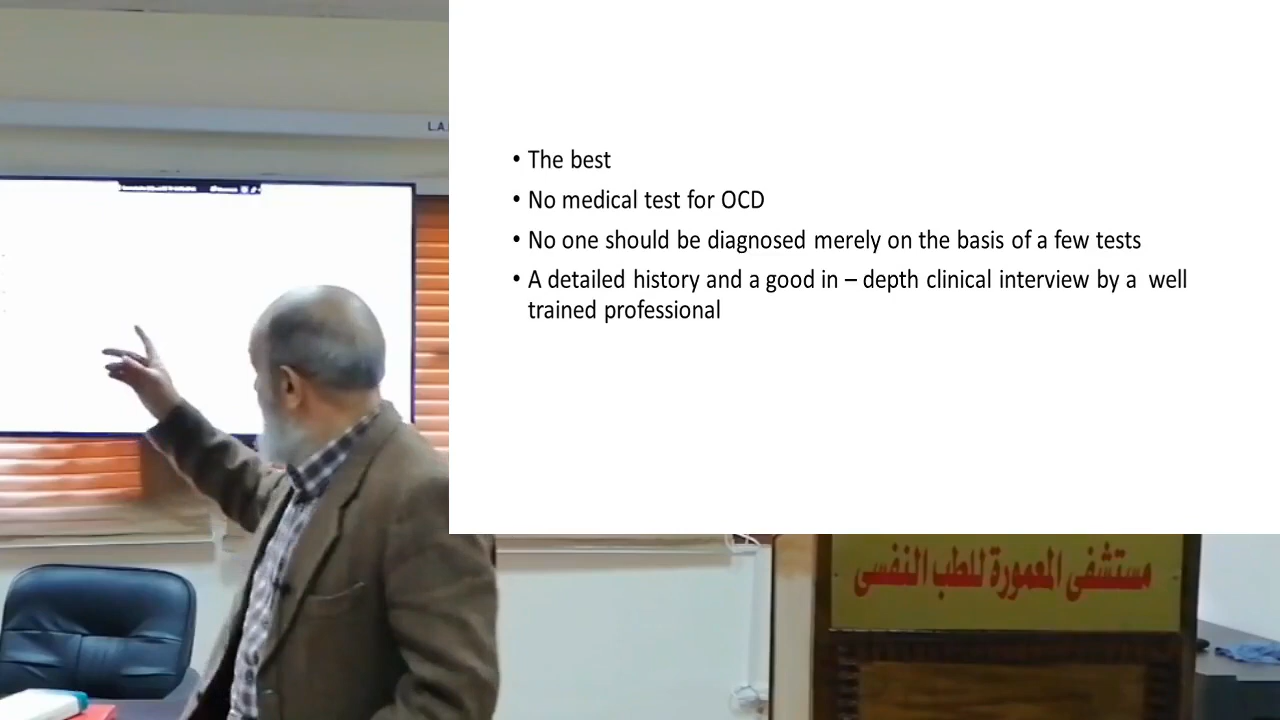 L.A.
• The best
• No medical test for OCD
• No one should be diagnosed merely on the basis of a few tests
• A detailed history and a good in – depth clinical interview by a well
trained professional
مستشفى المعمورة للطب النفسى